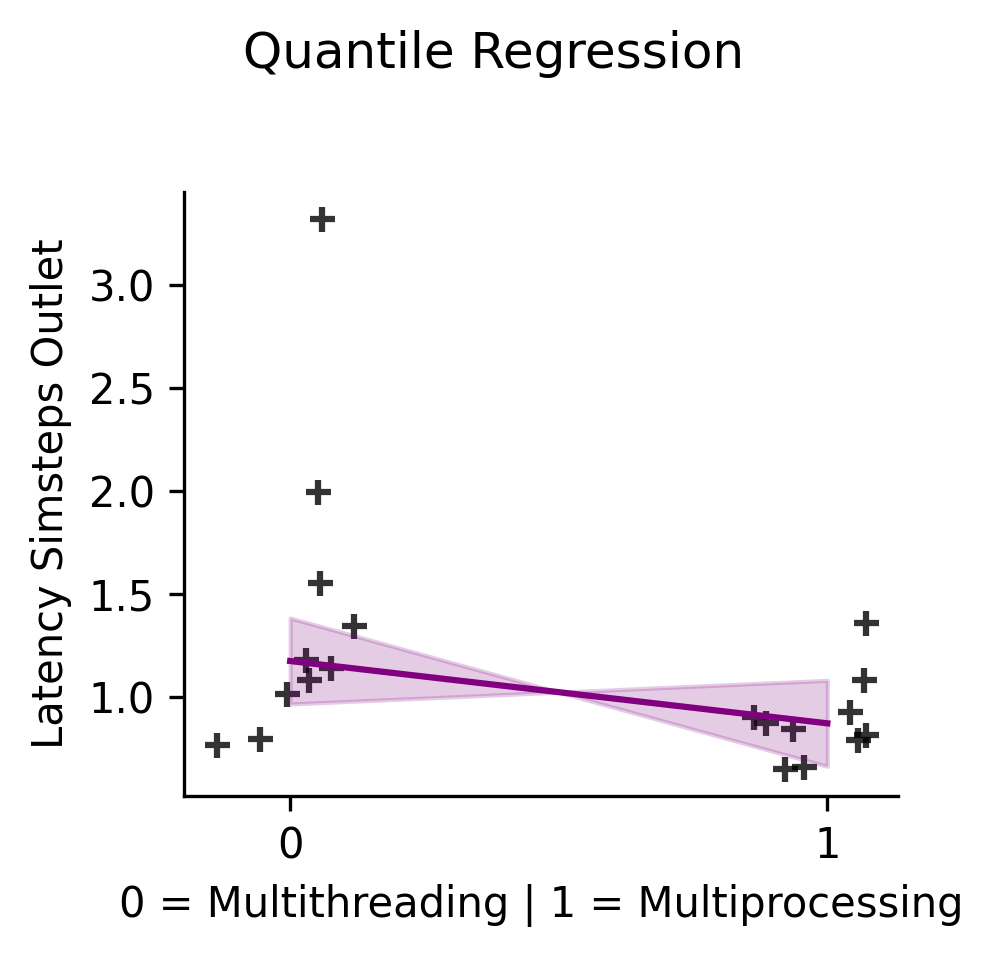 Quantile Regression
Latency Simsteps Outlet
3.0
2.5
2.0
1.5
1.0
0
1
0 = Multithreading | 1 = Multiprocessing